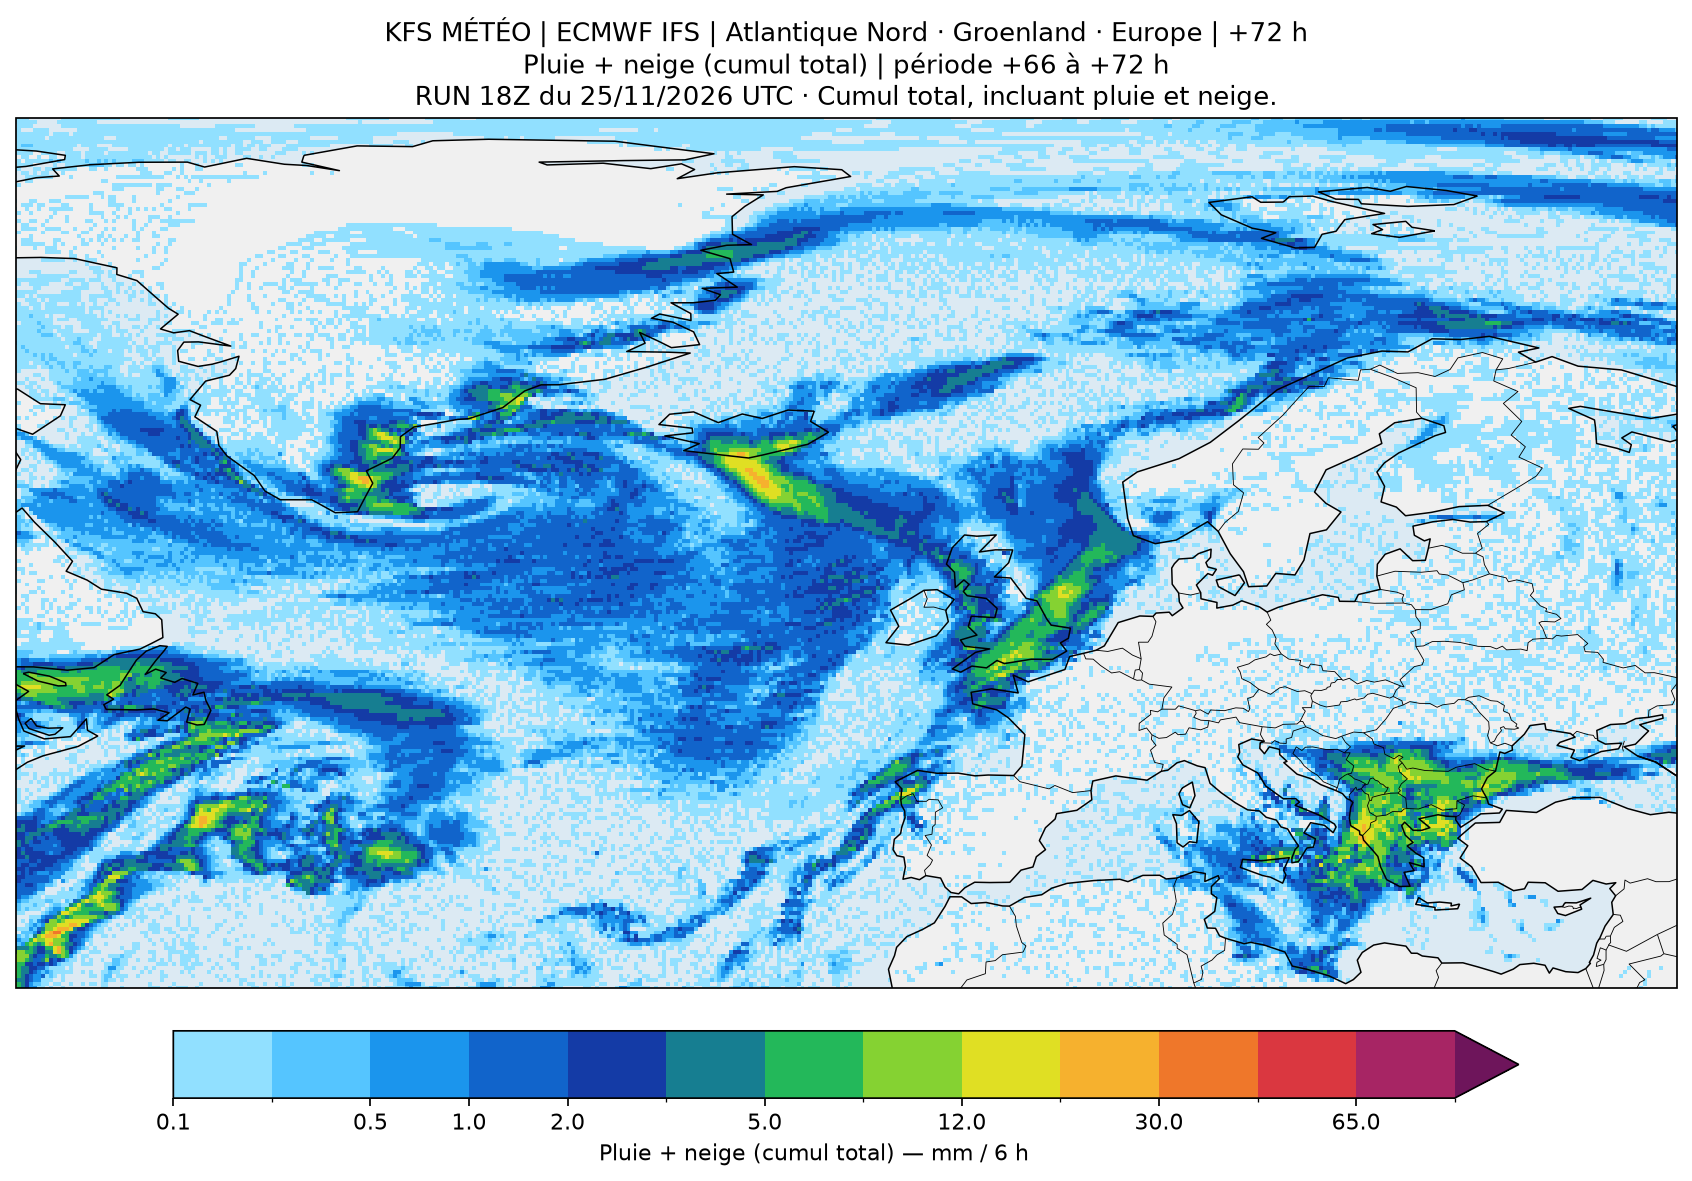 KFS MÉTÉO | ECMWF IFS | Atlantique Nord · Groenland · Europe | +72 h
Pluie + neige (cumul total) | période +66 à +72 h
RUN 18Z du 25/11/2026 UTC · Cumul total, incluant pluie et neige.
0.1 0.5 1.0 2.0 5.0 12.0 30.0 65.0
Pluie + neige (cumul total) — mm / 6 h